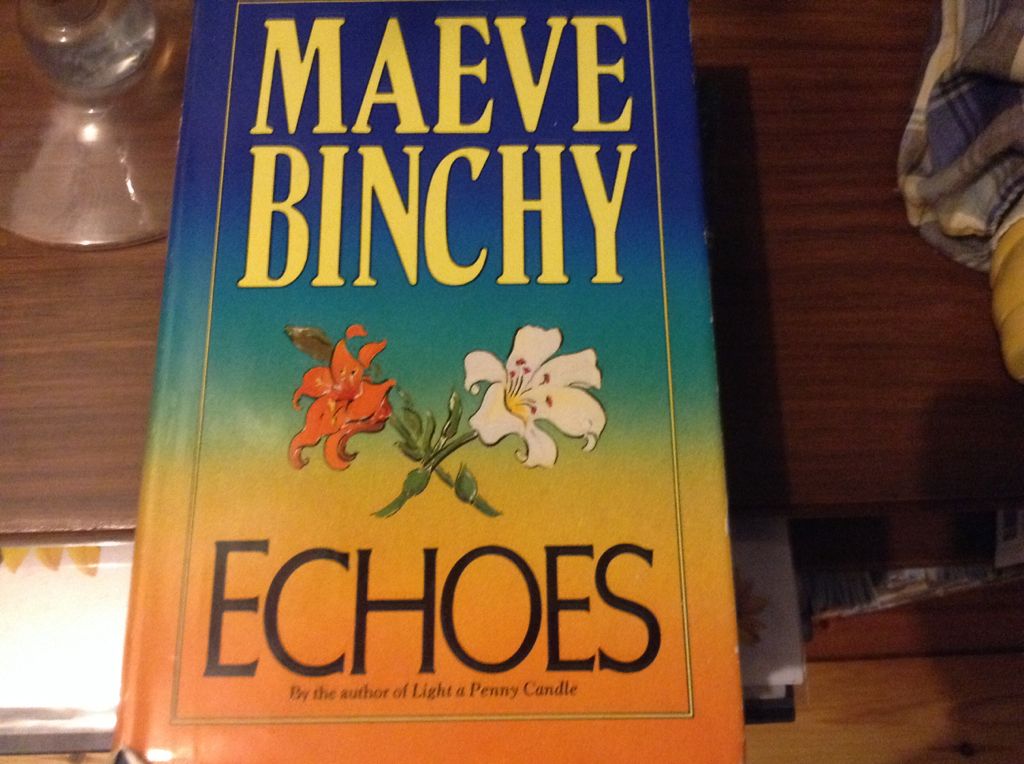 MAEVE
BINCHY
ECHOES
By the author of Light a Penny Candle